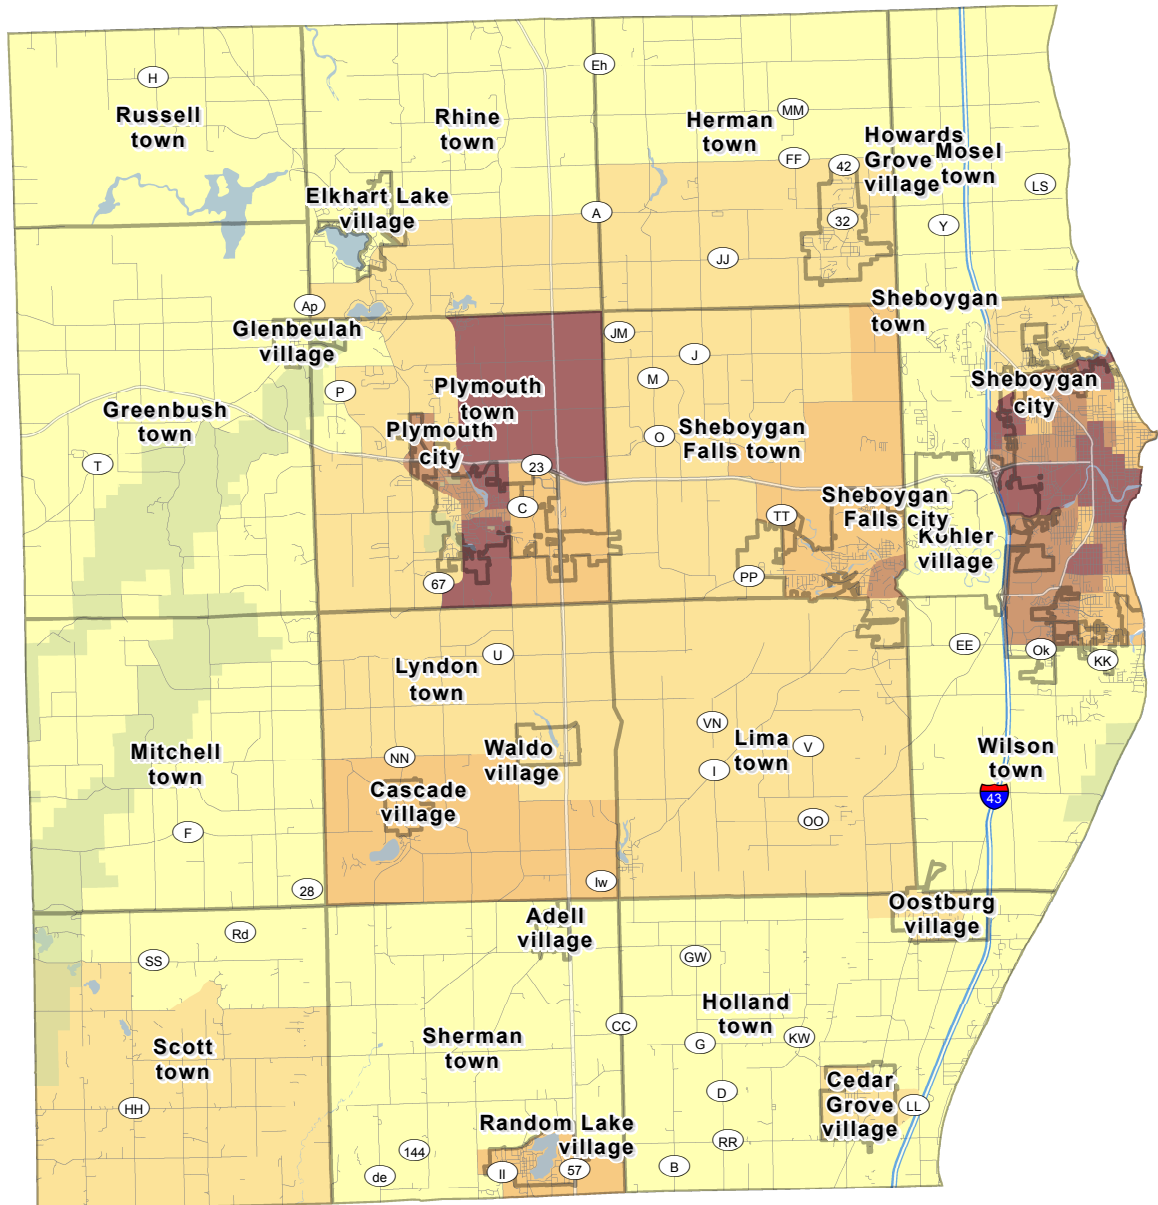 Eh
H
MM
Russell
town
Rhine
town
Herman
town
Howards
Grove
village
Mosel
town
FF
42
LS
Elkhart Lake
village
A
32
Y
JJ
Ap
Sheboygan
town
Glenbeulah
village
JM
J
P
M
Plymouth
town
Sheboygan
city
Greenbush
town
Plymouth
city
O
Sheboygan
Falls town
T
23
C
TT
Sheboygan
Falls city
Kohler
village
67
PP
U
EE
Ok
KK
Lyndon
town
VN
V
NN
I
Mitchell
town
Waldo
village
Lima
town
Wilson
town
Cascade
village
43
OO
F
28
lw
Adell
village
Oostburg
village
Rd
SS
GW
Holland
town
CC
G
KW
Scott
town
Sherman
town
D
Cedar
Grove
village
HH
LL
Random Lake
village
RR
144
de
ll
57
B